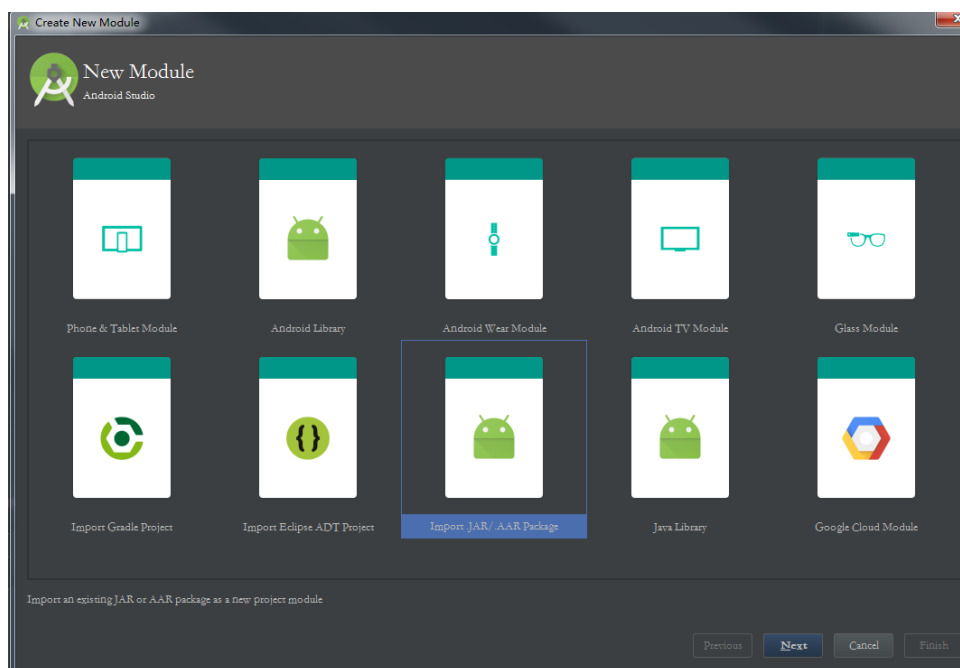 Create New Module
New Module
Android Studio
Phone & Tablet Module
Android Library
Android Wear Module
Android TV Module
Glass Module
{}
Import Gradle Project
Import Eclipse ADT Project
Import .JAR/.AAR Package
Java Library
Google Cloud Module
Import an existing JAR or AAR package as a new project module
Previous
Next
Cancel
Finish